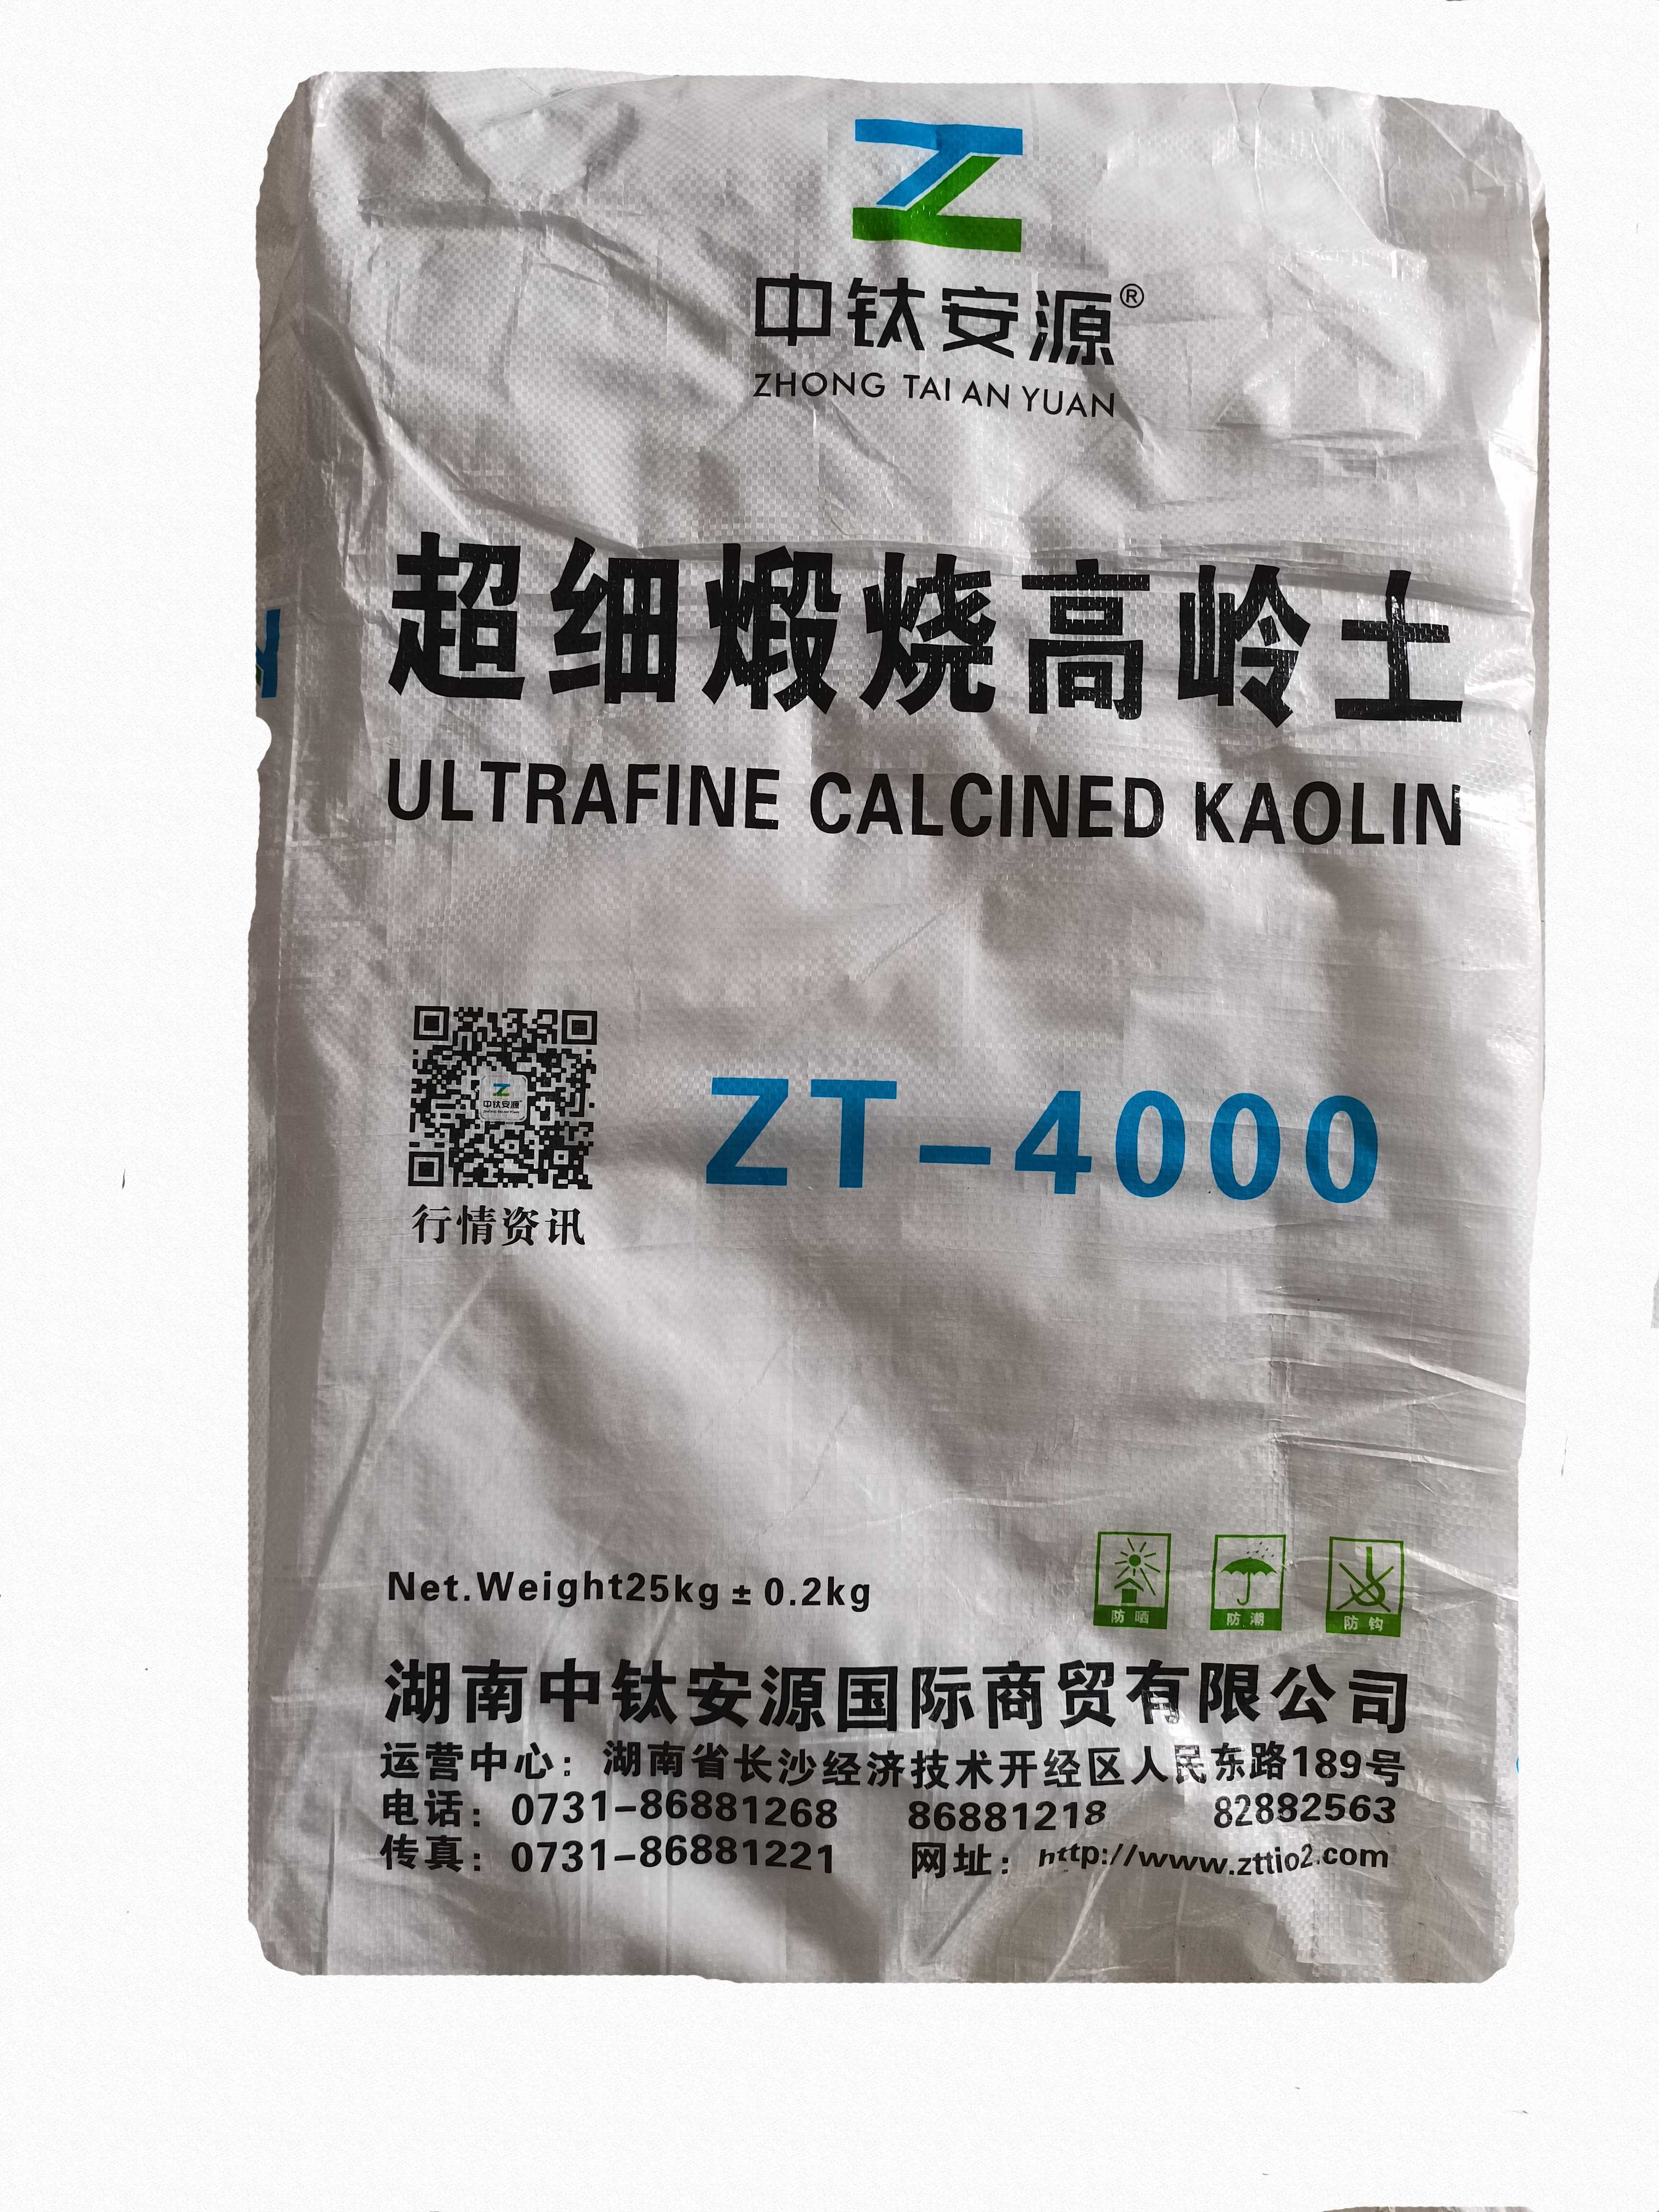 中钛安源®
ZHONG TAI AN YUAN
超细煅烧高岭土
ULTRAFINE CALCINED KAOLIN
中钛安源
行情资讯
ZT-4000
Net.Weight25kg±0.2kg
防晒 防潮 防钩
湖南中钛安源国际商贸有限公司
运营中心：湖南省长沙经济技术开经区人民东路189号
电话：0731-86881268 86881218 82882563
传真：0731-86881221 网址：http://www.zttio2.com